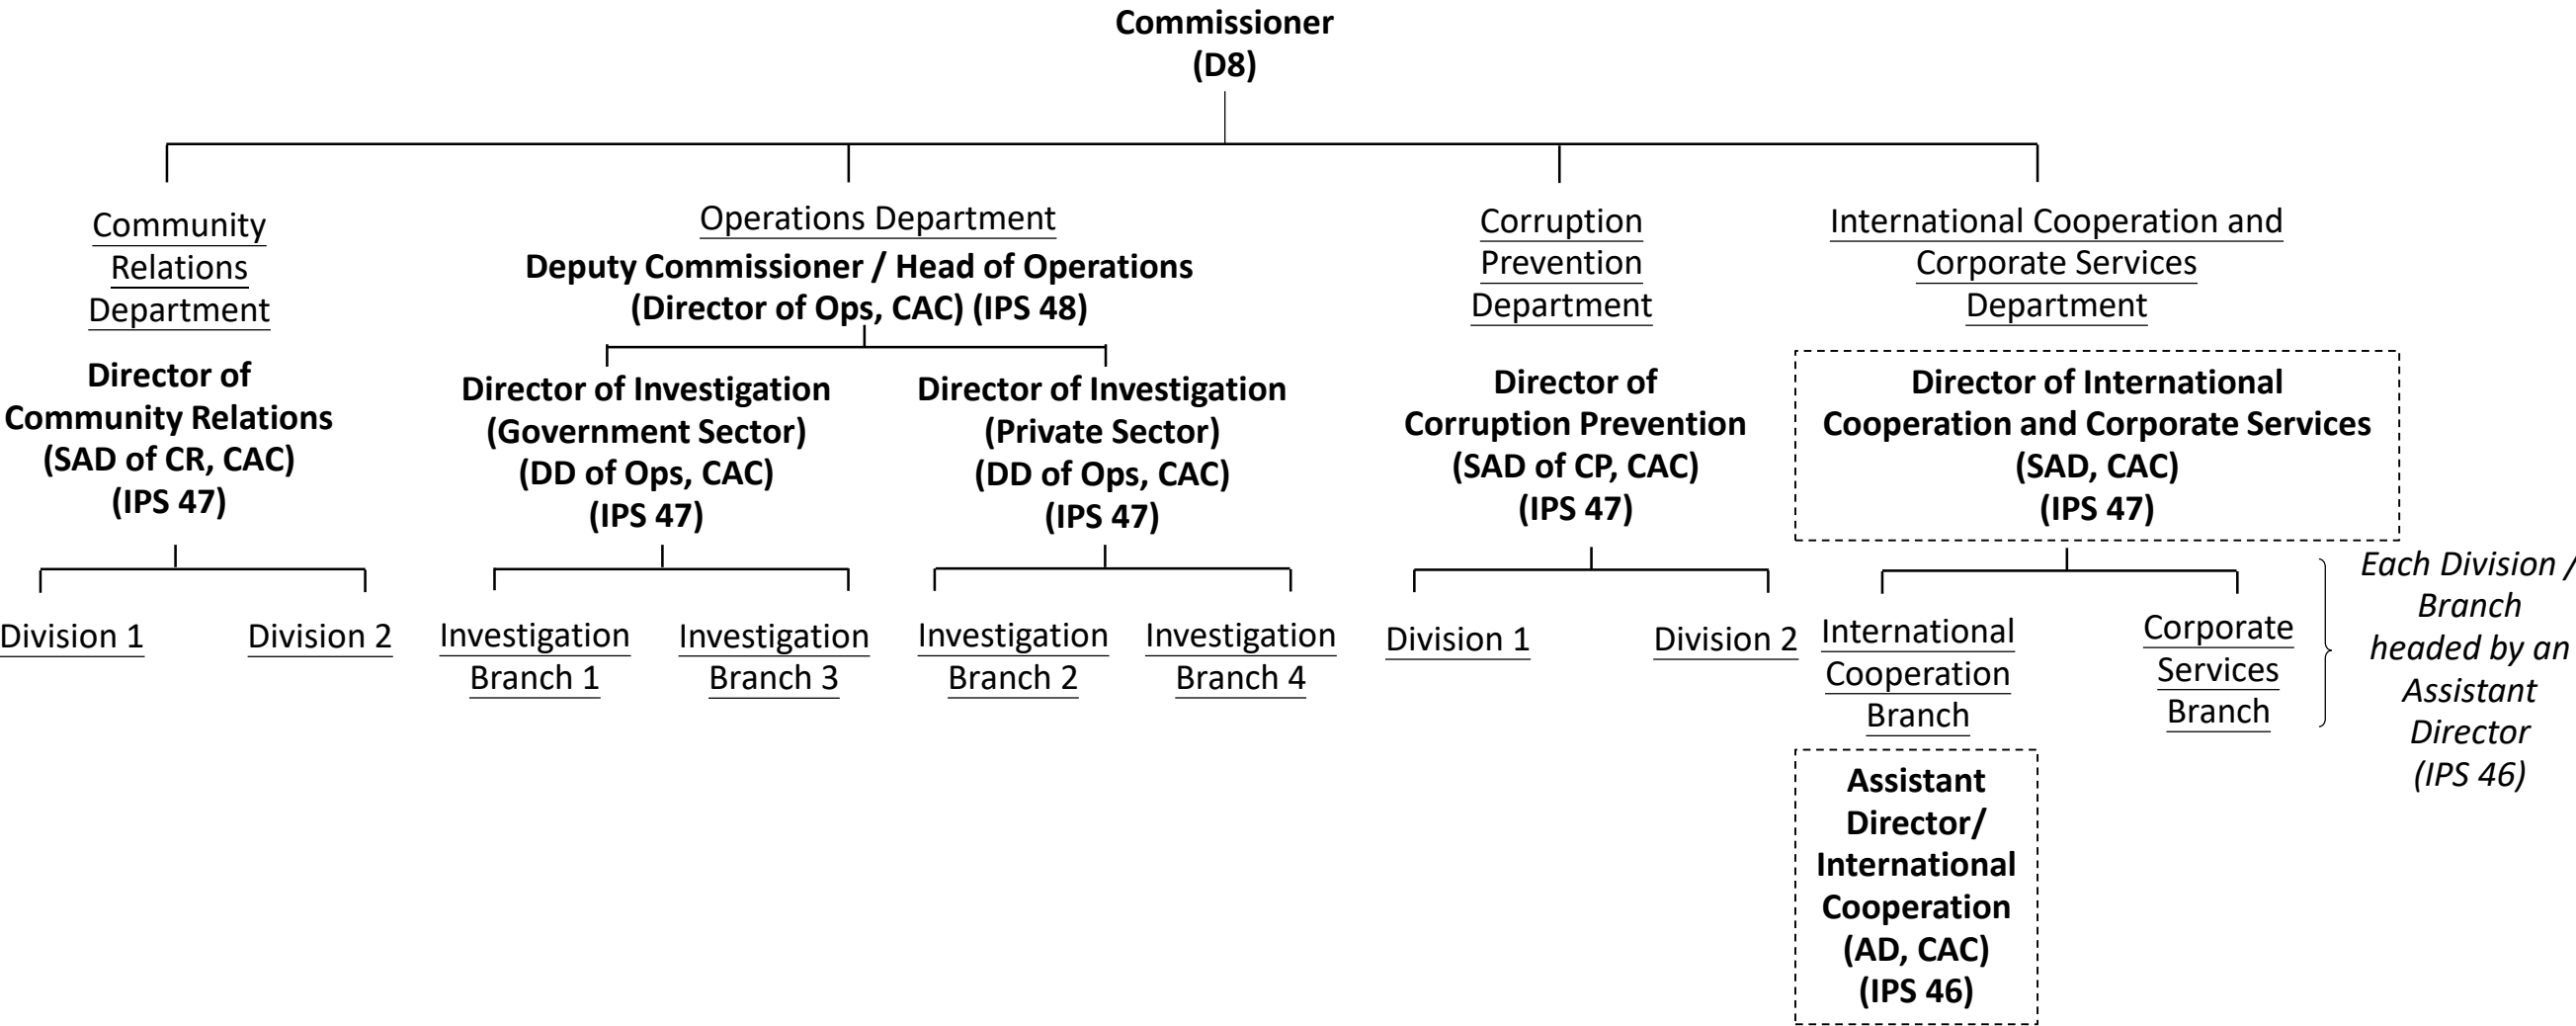 Commissioner
(D8)
Community
Relations
Department
Director of
Community Relations
(SAD of CR, CAC)
(IPS 47)
Division 1
Division 2
Operations Department
Deputy Commissioner / Head of Operations
(Director of Ops, CAC) (IPS 48)
Director of Investigation
(Government Sector)
(DD of Ops, CAC)
(IPS 47)
Investigation
Branch 1
Investigation
Branch 3
Director of Investigation
(Private Sector)
(DD of Ops, CAC)
(IPS 47)
Investigation
Branch 2
Investigation
Branch 4
Corruption
Prevention
Department
Director of
Corruption Prevention
(SAD of CP, CAC)
(IPS 47)
Division 1
Division 2
International Cooperation and
Corporate Services
Department
Director of International
Cooperation and Corporate Services
(SAD, CAC)
(IPS 47)
International
Cooperation
Branch
Assistant
Director/
International
Cooperation
(AD, CAC)
(IPS 46)
Corporate
Services
Branch
Each Division /
Branch
headed by an
Assistant
Director
(IPS 46)